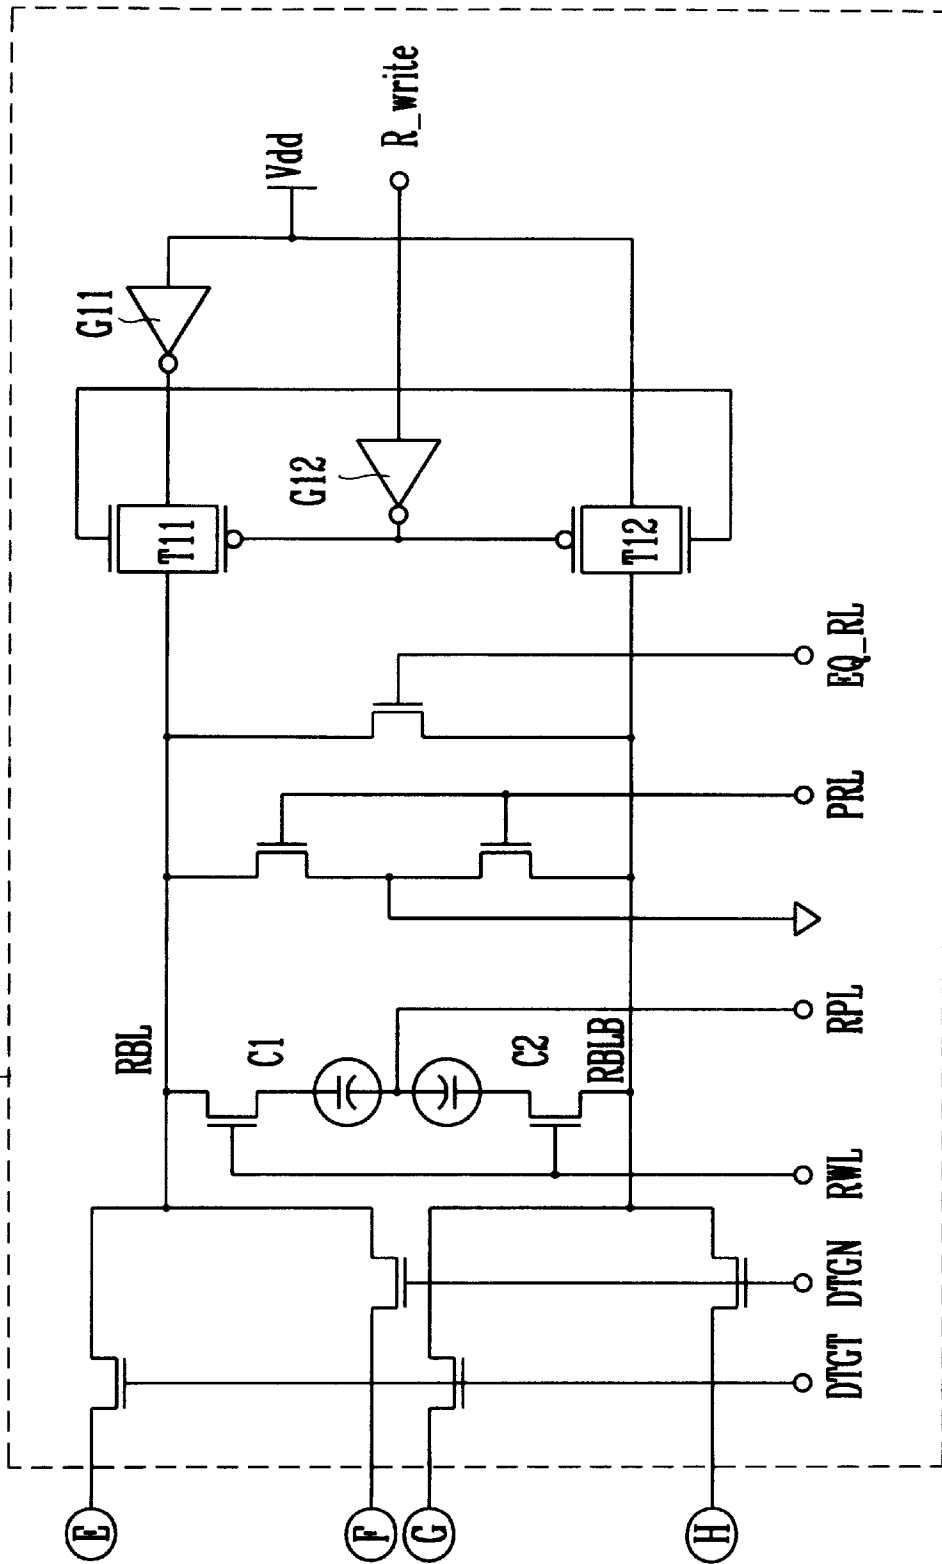 E
F
G
H
DTGT
DTGN
RWL
RPL
PRL
EQ_RL
RBL
C1
C2
RBLB
T11
T12
G11
G12
Vdd
R_write